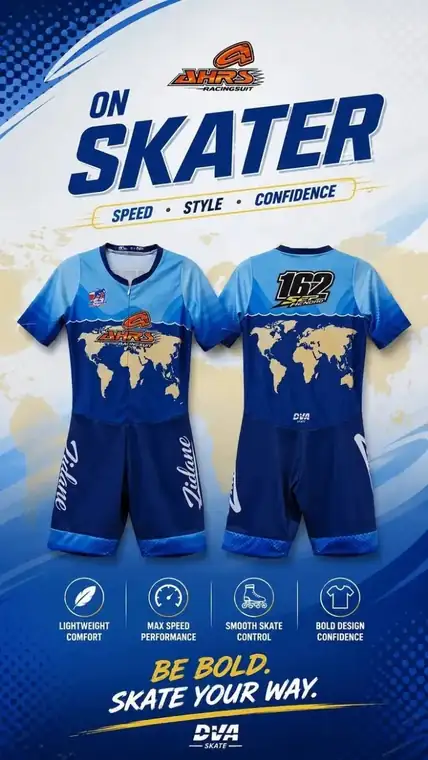 AHRS
RACINGSUIT
ON
SKATER
SPEED • STYLE • CONFIDENCE
AHRS
RACINGSUIT
Zidane
Zidane
162
DVA
LIGHTWEIGHT
COMFORT
MAX SPEED
PERFORMANCE
SMOOTH SKATE
CONTROL
BOLD DESIGN
CONFIDENCE
BE BOLD.
SKATE YOUR WAY.
DVA
SKATE